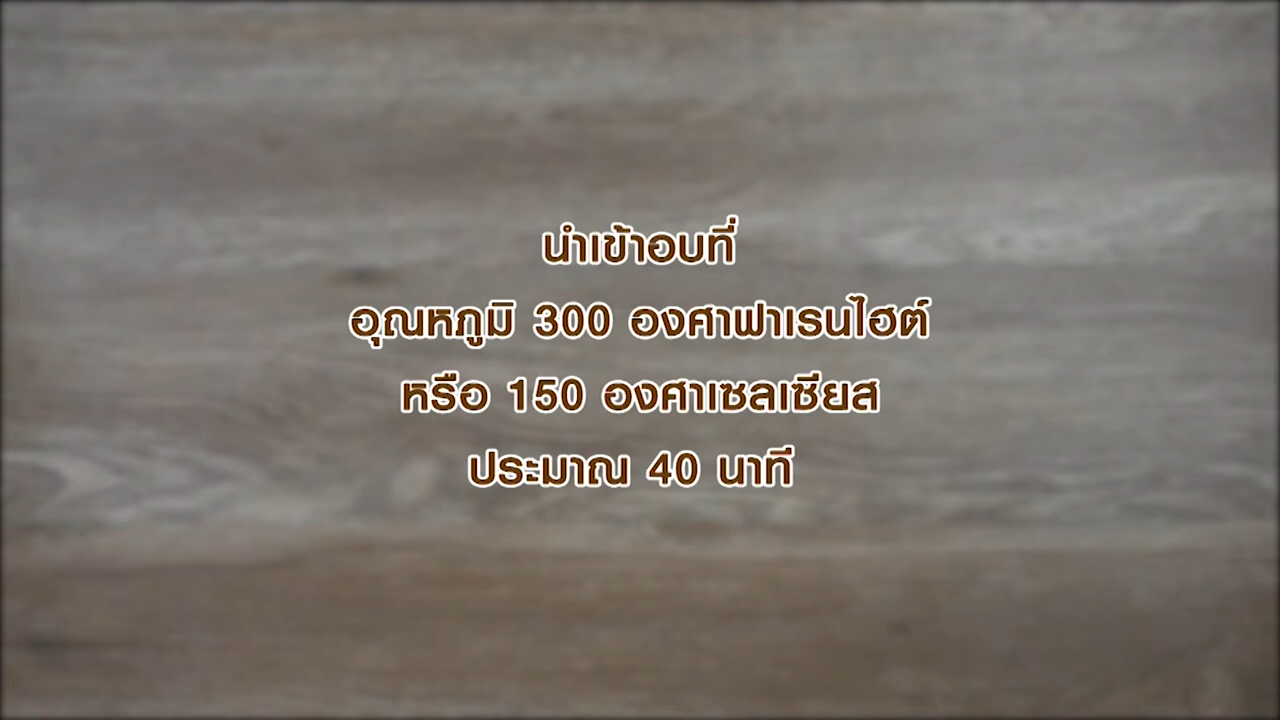 นำเข้าอบที่
อุณหภูมิ 300 องศาฟาเรนไฮต์
หรือ 150 องศาเซลเซียส
ประมาณ 40 นาที